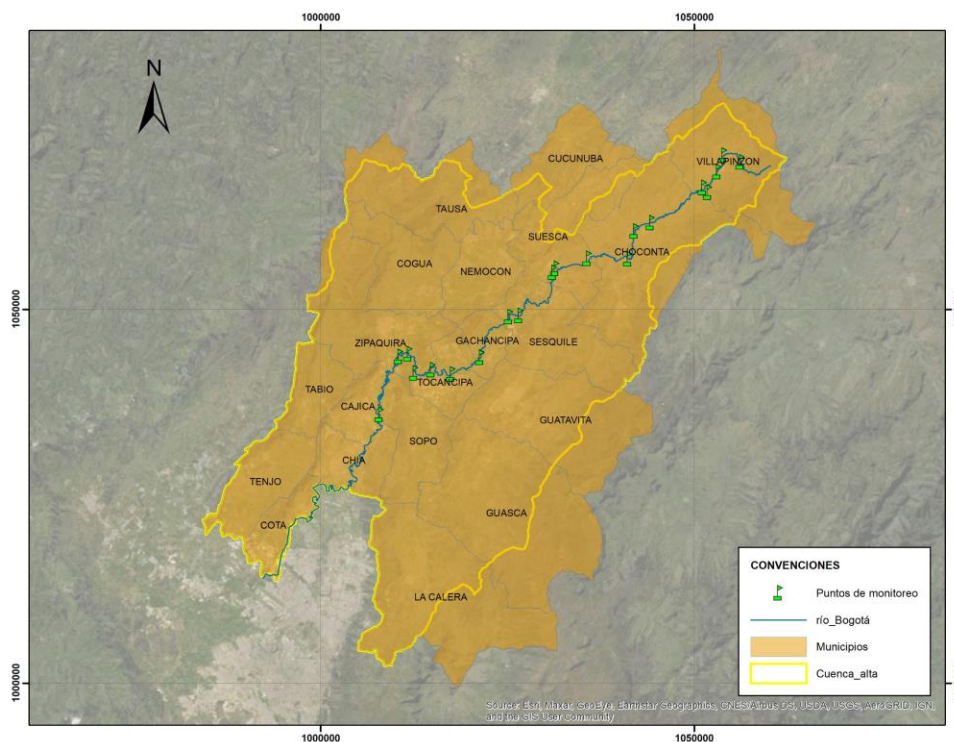 1000000
1050000
N
CUCUNUBA
VILLAPINZON
TAUSA
SUESCA
CHOCONTA
COGUA
NEMOCON
1050000
1050000
ZIPAQUIRA
GACHANCIPA
SESQUILE
TABIO
TOCANCIPA
CAJICA
GUATAVITA
SOPO
CHIA
TENJO
GUASCA
COTA
LA CALERA
CONVENCIONES
Puntos de monitoreo
río_Bogotá
Municipios
Cuenca_alta
1000000
Source: Esri, Maxar, GeoEye, Earthstar Geographics, CNES/Airbus DS, USDA, USGS, AeroGRID, IGN,
and the GIS User Community
1000000
1050000